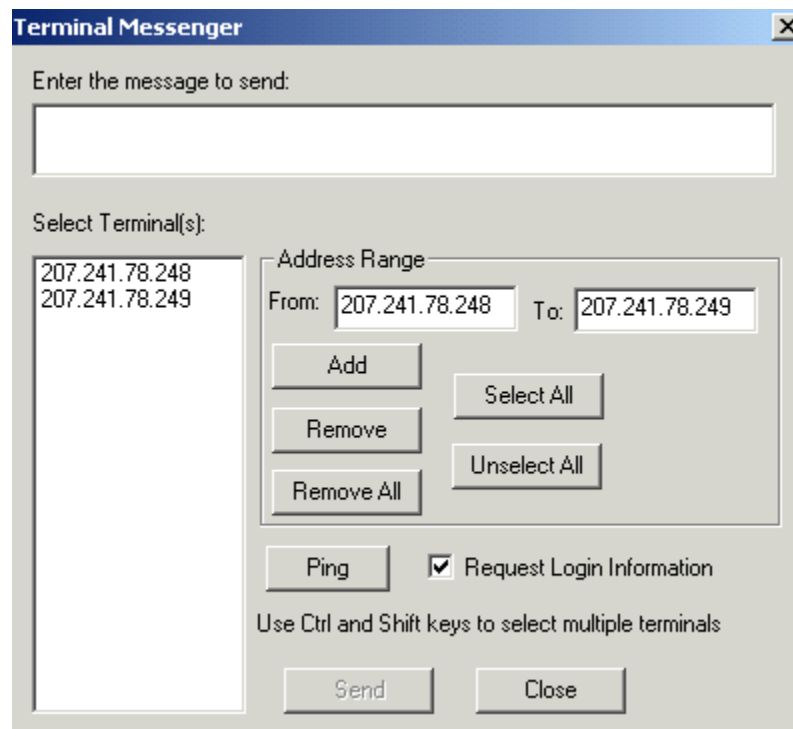 Terminal Messenger
Enter the message to send:
Select Terminal(s):
207.241.78.248
207.241.78.249
Address Range
From: 207.241.78.248 To: 207.241.78.249
Add
Select All
Remove
Unselect All
Remove All
Ping Request Login Information
Use Ctrl and Shift keys to select multiple terminals
Send Close